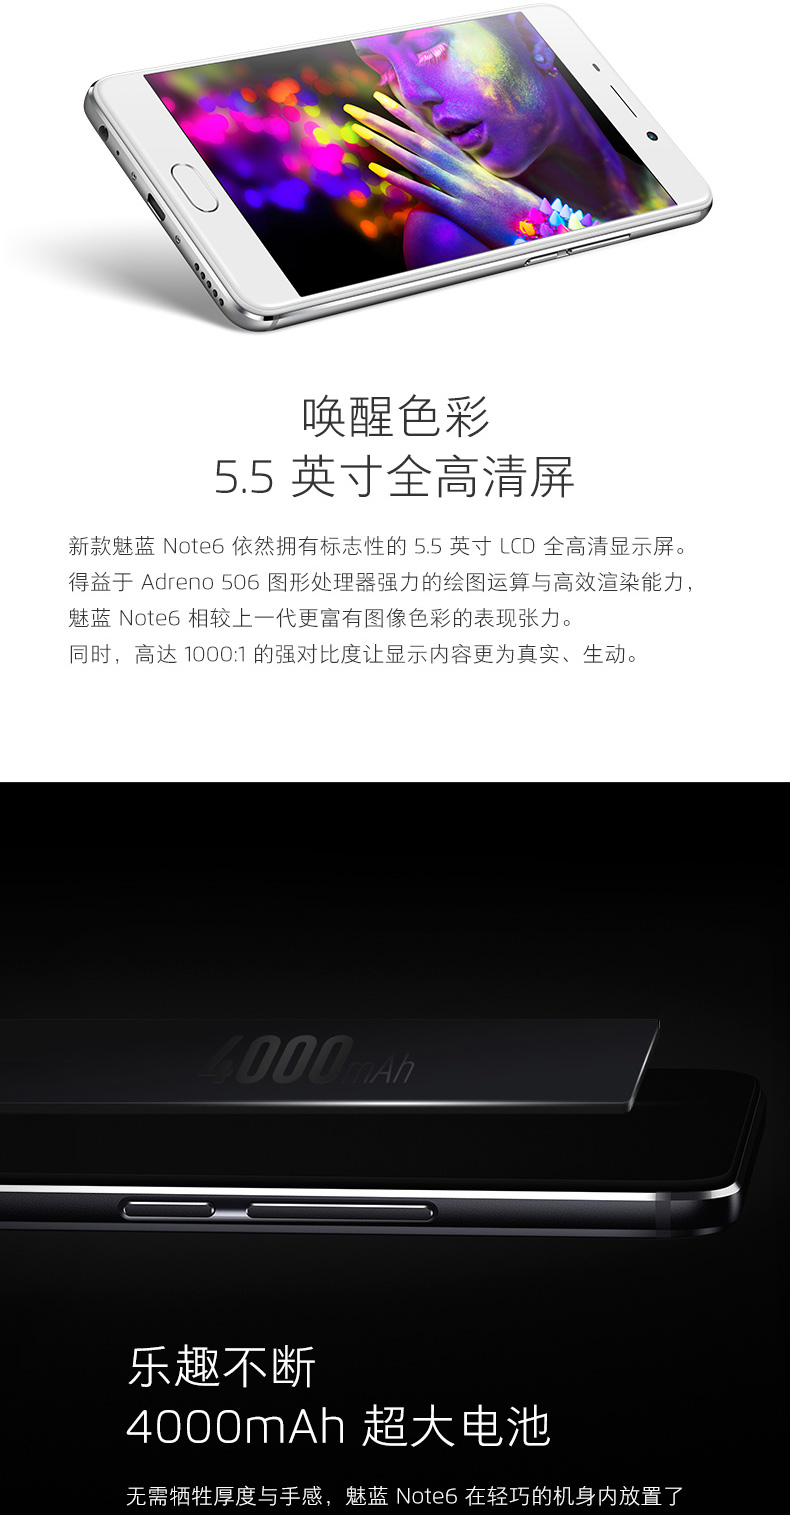 唤醒色彩
5.5 英寸全高清屏
新款魅蓝 Note6 依然拥有标志性的 5.5 英寸 LCD 全高清显示屏。
得益于 Adreno 506 图形处理器强力的绘图运算与高效渲染能力，
魅蓝 Note6 相较上一代更富有图像色彩的表现张力。
同时，高达 1000:1 的强对比度让显示内容更为真实、生动。
4000mAh
乐趣不断
4000mAh 超大电池
无需牺牲厚度与手感，魅蓝 Note6 在轻巧的机身内放置了